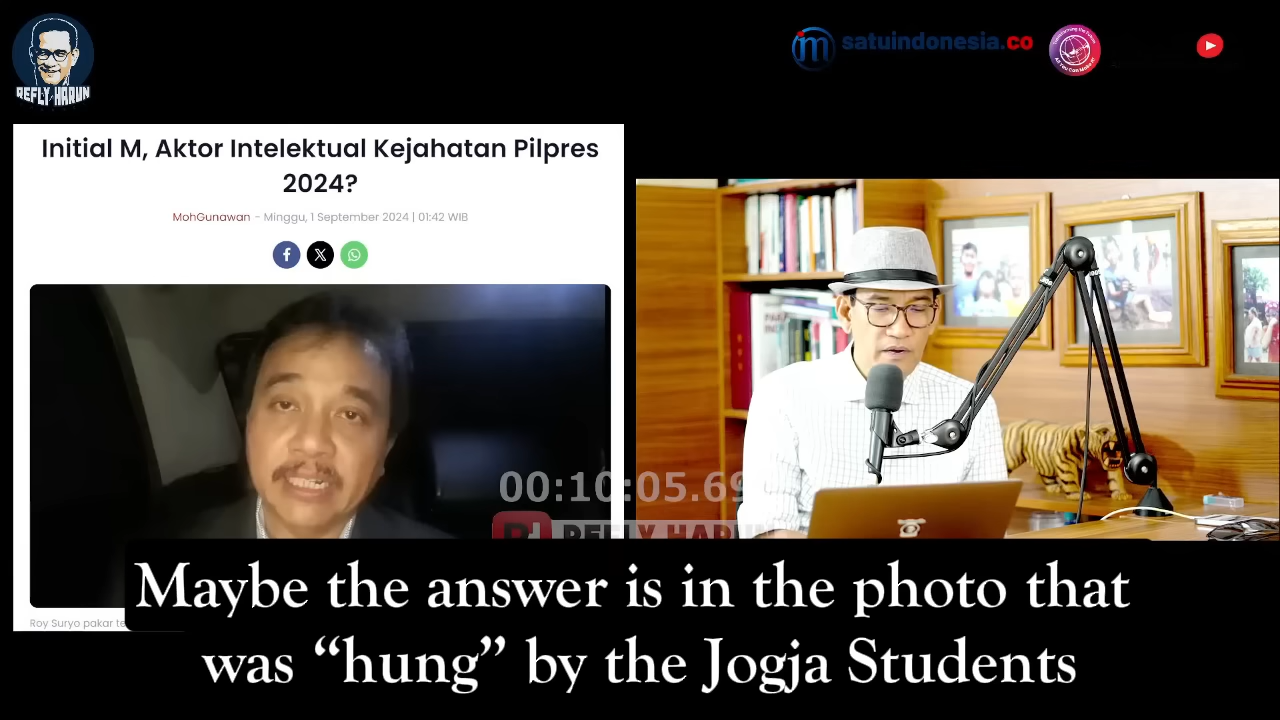 REFLY HARUN
satuindonesia.co
Initial M, Aktor Intelektual Kejahatan Pilpres
2024?
MohGunawan - Minggu, 1 September 2024 | 01:42 WIB
00:10:05.69
REFLY HARUN
Roy Suryo pakar te
Maybe the answer is in the photo that
was “hung” by the Jogja Students